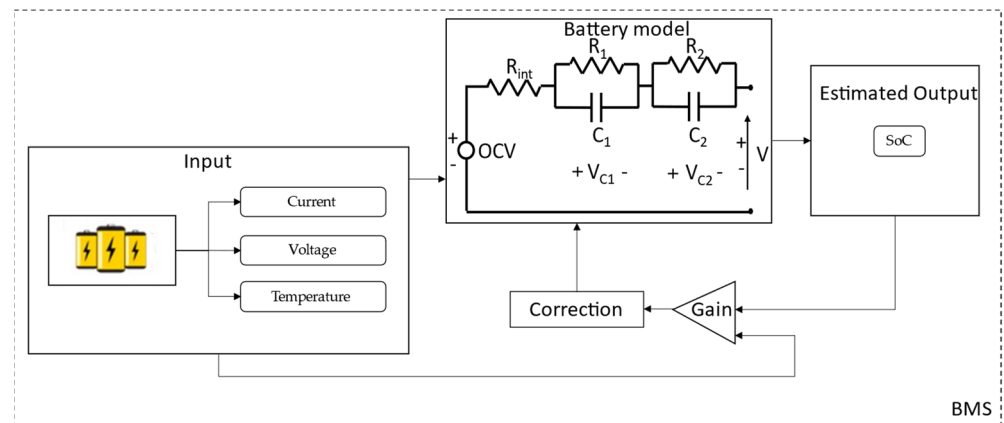 Input
Current
Voltage
Temperature
Battery model
R₁
R₂
Rint
C₁
C₂
+
-
OCV
+ VC1 -
+ VC2 -
+
-
V
Estimated Output
SoC
Correction
Gain
BMS